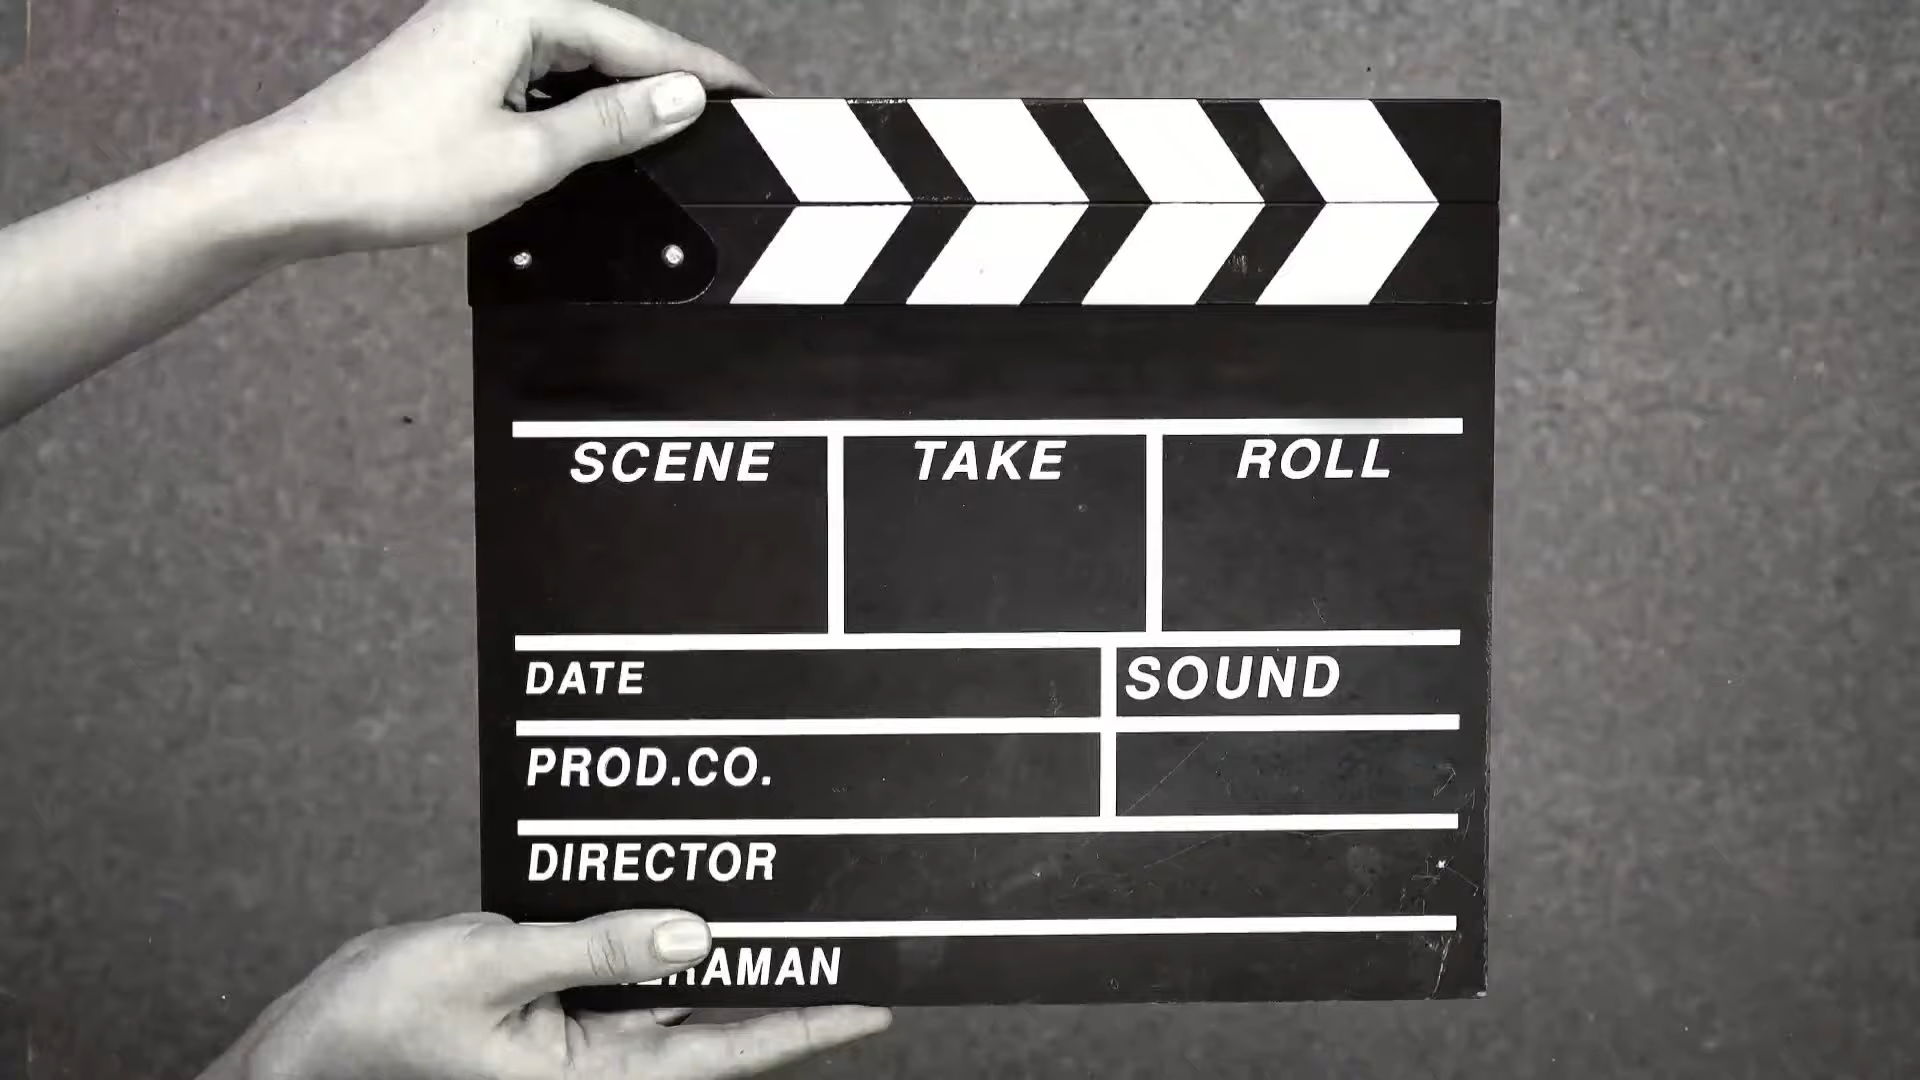 SCENE TAKE ROLL
DATE SOUND
PROD.CO.
DIRECTOR